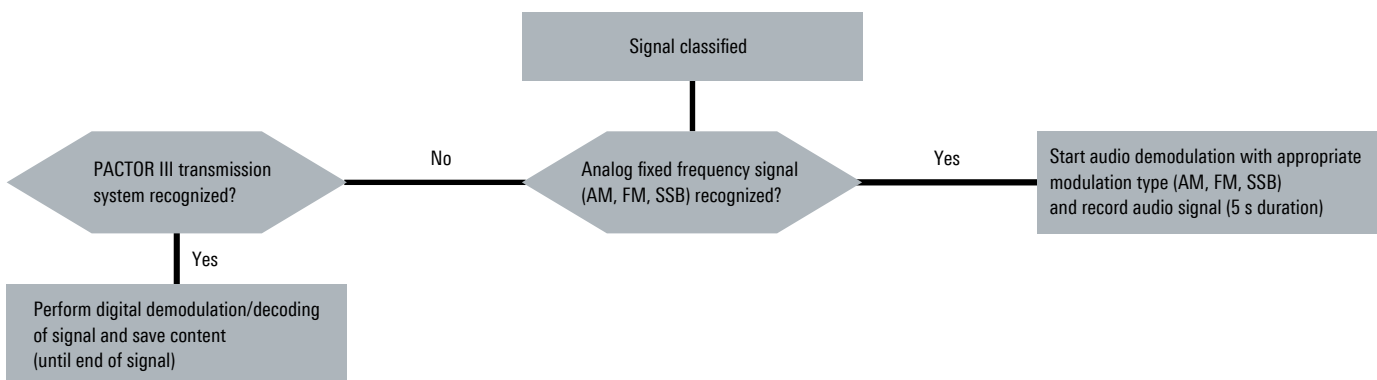 Signal classified
PACTOR III transmission
system recognized?
No
Analog fixed frequency signal
(AM, FM, SSB) recognized?
Yes
Start audio demodulation with appropriate
modulation type (AM, FM, SSB)
and record audio signal (5 s duration)
Yes
Perform digital demodulation/decoding
of signal and save content
(until end of signal)